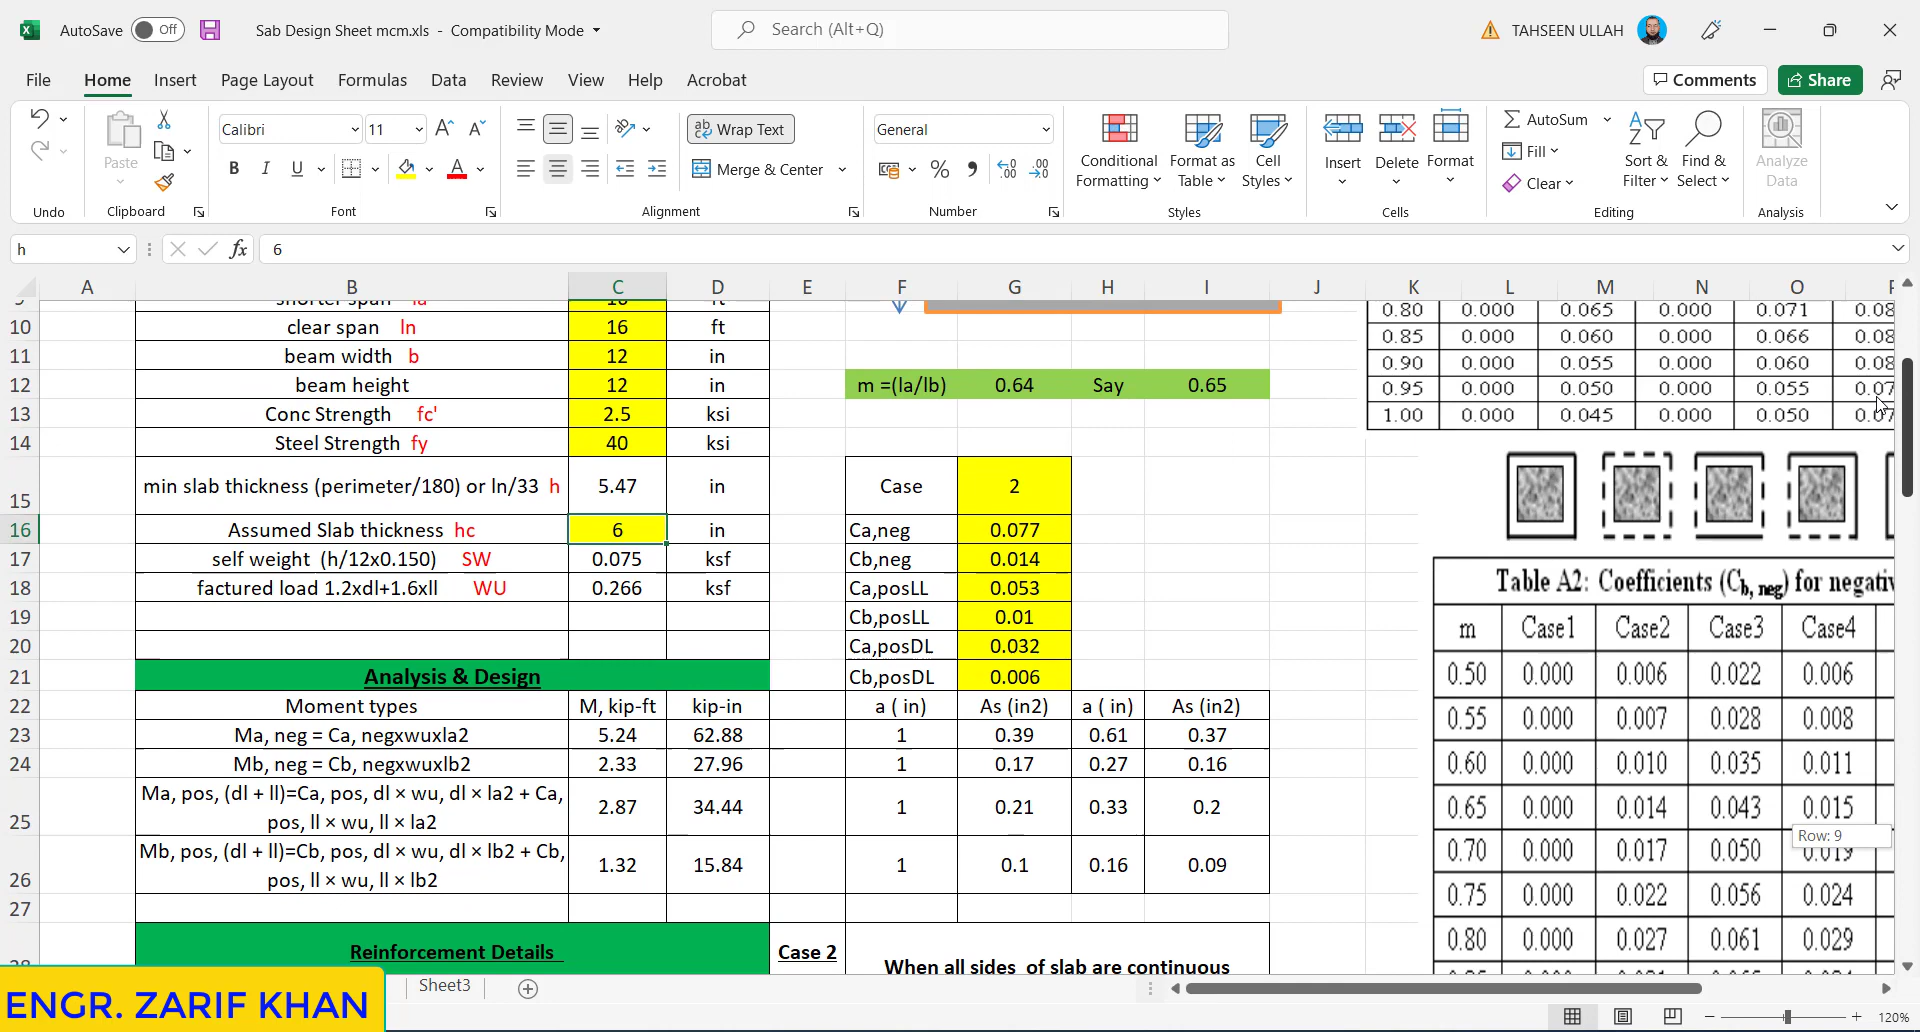 AutoSave Off Sab Design Sheet mcm.xls - Compatibility Mode Search (Alt+Q) TAHSEEN ULLAH
File Home Insert Page Layout Formulas Data Review View Help Acrobat Comments Share
Paste Calibri 11 Wrap Text General
B I U Merge & Center
Conditional Formatting Format as Table Cell Styles Insert Delete Format
AutoSum Fill Clear Sort & Filter Find & Select Analyze Data
Undo Clipboard Font Alignment Number Styles Cells Editing Analysis
h fx 6
A B C D E F G H I J K L M N O
0.80 0.000 0.065 0.000 0.071
10 clear span ln 16 ft
0.85 0.000 0.060 0.000 0.066
11 beam width b 12 in
0.90 0.000 0.055 0.000 0.060
12 beam height 12 in m =(la/lb) 0.64 Say 0.65
0.95 0.000 0.050 0.000 0.055
13 Conc Strength fc' 2.5 ksi
1.00 0.000 0.045 0.000 0.050
14 Steel Strength fy 40 ksi
15 min slab thickness (perimeter/180) or ln/33 h 5.47 in Case 2
16 Assumed Slab thickness hc 6 in Ca,neg 0.077
17 self weight (h/12x0.150) SW 0.075 ksf Cb,neg 0.014
18 factured load 1.2xdl+1.6xll WU 0.266 ksf Ca,posLL 0.053
19 Cb,posLL 0.01
20 Ca,posDL 0.032
21 Analysis & Design Cb,posDL 0.006
22 Moment types M, kip-ft kip-in a ( in) As (in2) a ( in) As (in2)
23 Ma, neg = Ca, negxwuxla2 5.24 62.88 1 0.39 0.61 0.37
24 Mb, neg = Cb, negxwuxlb2 2.33 27.96 1 0.17 0.27 0.16
25 Ma, pos, (dl + ll)=Ca, pos, dl × wu, dl × la2 + Ca,
pos, ll × wu, ll × la2 2.87 34.44 1 0.21 0.33 0.2
26 Mb, pos, (dl + ll)=Cb, pos, dl × wu, dl × lb2 + Cb,
pos, ll × wu, ll × lb2 1.32 15.84 1 0.1 0.16 0.09
27
Reinforcement Details Case 2 When all sides of slab are continuous
Table A2: Coefficients (Cb, neg) for
m Case1 Case2 Case3 Case4
0.50 0.000 0.006 0.022 0.006
0.55 0.000 0.007 0.028 0.008
0.60 0.000 0.010 0.035 0.011
0.65 0.000 0.014 0.043 0.015
Row: 9
0.70 0.000 0.017 0.050 0.019
0.75 0.000 0.022 0.056 0.024
0.80 0.000 0.027 0.061 0.029
Sheet3
ENGR. ZARIF KHAN
120%